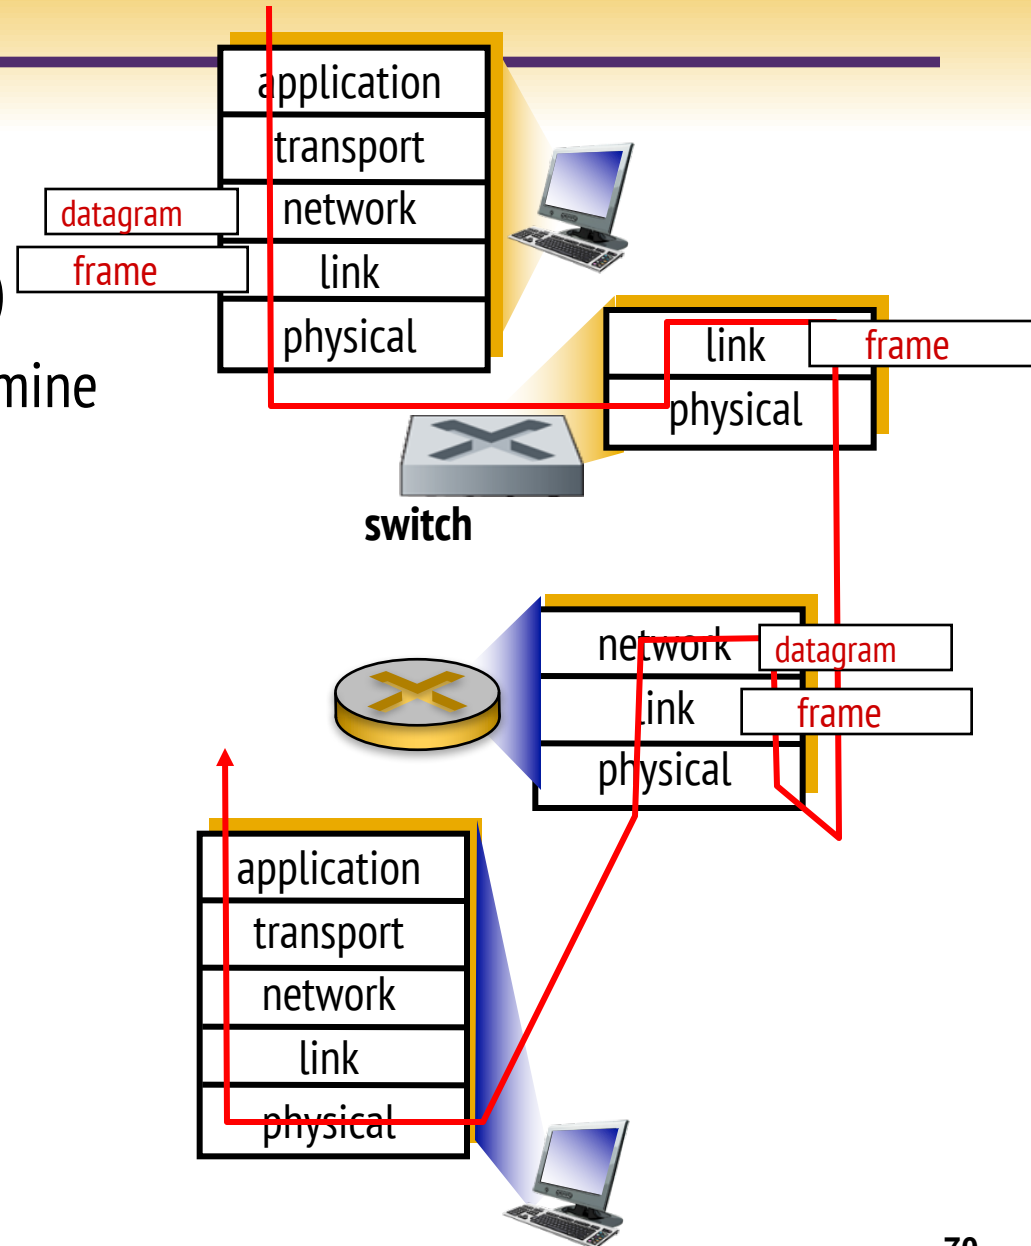 application
transport
datagram network
frame link
)
physical
mine
link frame
physical
switch
network datagram
link frame
physical
application
transport
network
link
physical